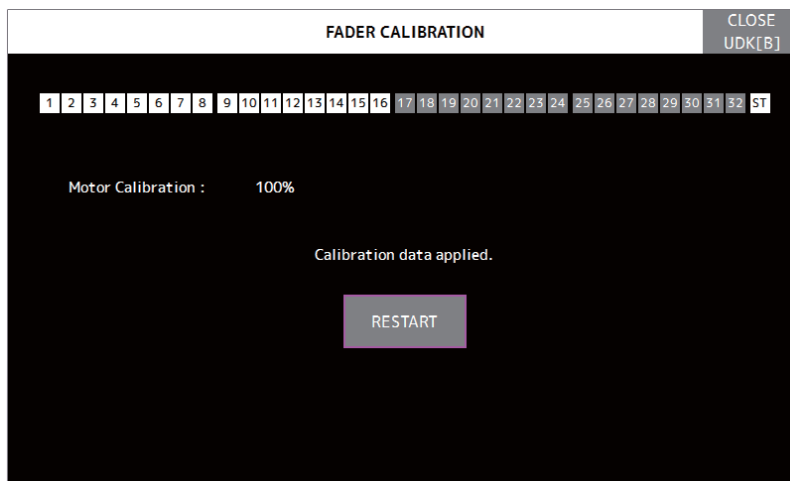 FADER CALIBRATION
CLOSE
UDK[B]
1 2 3 4 5 6 7 8 9 10 11 12 13 14 15 16 17 18 19 20 21 22 23 24 25 26 27 28 29 30 31 32 ST
Motor Calibration : 100%
Calibration data applied.
RESTART